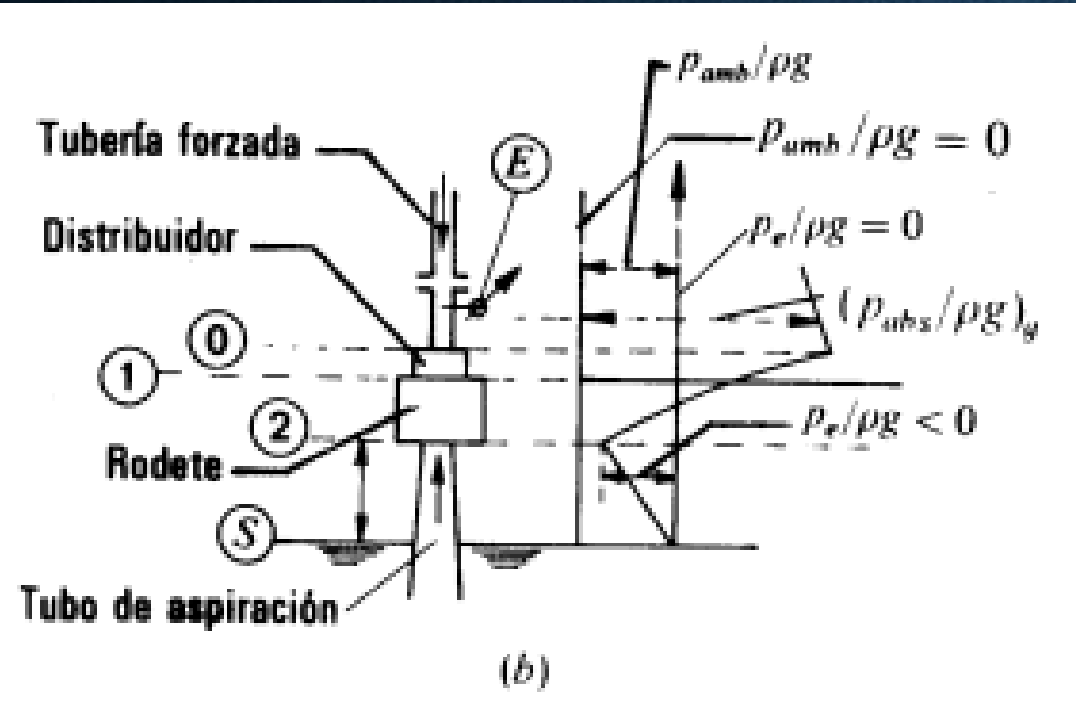 p_amb/ρg
Tubería forzada
E
p_amb/ρg = 0
Distribuidor
p_e/ρg = 0
0
(p_abs/ρg)
1
2
p_e/ρg < 0
Rodete
S
Tubo de aspiración
(b)